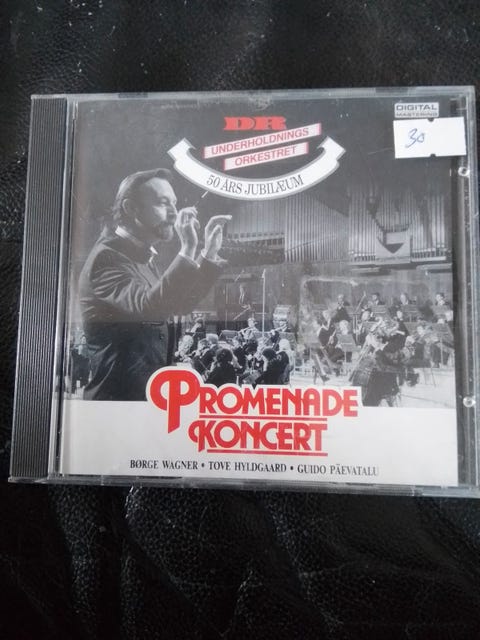 DR
UNDERHOLDNINGS
ORKESTRET
50 ÅRS JUBILÆUM
DIGITAL
MASTERING
30
PROMENADE
KONCERT
BØRGE WAGNER • TOVE HYLDGAARD • GUIDO PÄEVATALU